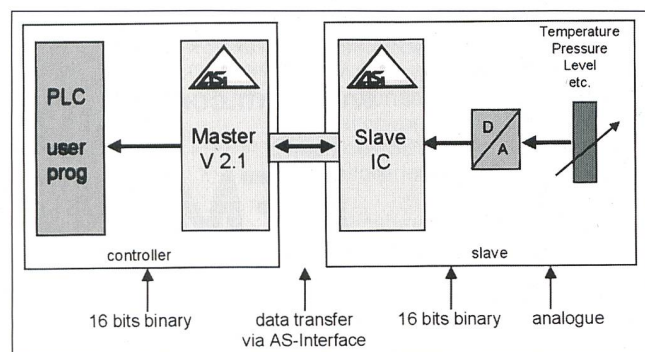 Temperature
Pressure
Level
etc.
ASi
ASi
PLC
user
prog
Master
V 2.1
Slave
IC
D
A
controller
slave
16 bits binary
data transfer
via AS-Interface
16 bits binary
analogue